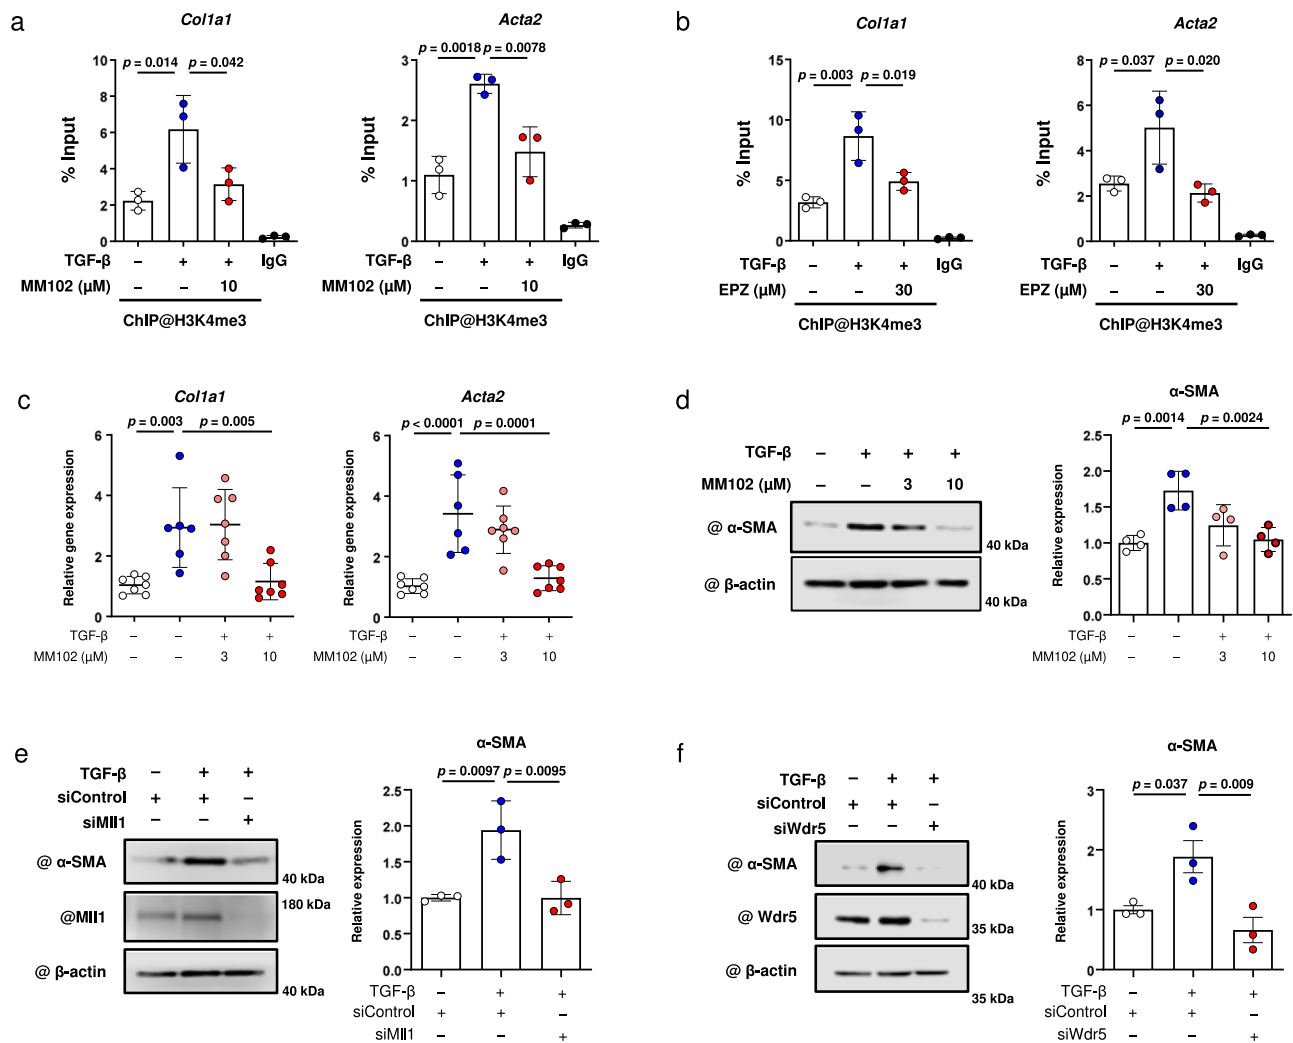 a
Col1a1
p = 0.014
p = 0.042
% Input
10
8
6
4
2
0
TGF-β – + + IgG
MM102 (µM) – – 10
ChIP@H3K4me3
Acta2
p = 0.0018
p = 0.0078
% Input
3
2
1
0
TGF-β – + + IgG
MM102 (µM) – – 10
ChIP@H3K4me3
b
Col1a1
p = 0.003
p = 0.019
% Input
15
10
5
0
TGF-β – + + IgG
EPZ (µM) – – 30
ChIP@H3K4me3
Acta2
p = 0.037
p = 0.020
% Input
8
6
4
2
0
TGF-β – + + IgG
EPZ (µM) – – 30
ChIP@H3K4me3
c
Col1a1
p = 0.003
p = 0.005
Relative gene expression
6
4
2
0
TGF-β – – + +
MM102 (µM) – – 3 10
Acta2
p < 0.0001
p = 0.0001
Relative gene expression
6
4
2
0
TGF-β – – + +
MM102 (µM) – – 3 10
d
TGF-β – + + +
MM102 (µM) – – 3 10
@ α-SMA
40 kDa
@ β-actin
40 kDa
α-SMA
p = 0.0014
p = 0.0024
Relative expression
2.5
2.0
1.5
1.0
0.5
0.0
TGF-β – – + +
MM102 (µM) – – 3 10
e
TGF-β – + +
siControl + + –
siMll1 – – +
@ α-SMA
40 kDa
180 kDa
@Mll1
@ β-actin
40 kDa
α-SMA
p = 0.0097
p = 0.0095
Relative expression
2.5
2.0
1.5
1.0
0.5
0.0
TGF-β – + +
siControl + + –
siMll1 – – +
f
TGF-β – + +
siControl + + –
siWdr5 – – +
@ α-SMA
40 kDa
@ Wdr5
35 kDa
@ β-actin
35 kDa
α-SMA
p = 0.037
p = 0.009
Relative expression
3
2
1
0
TGF-β – + +
siControl + + –
siWdr5 – – +